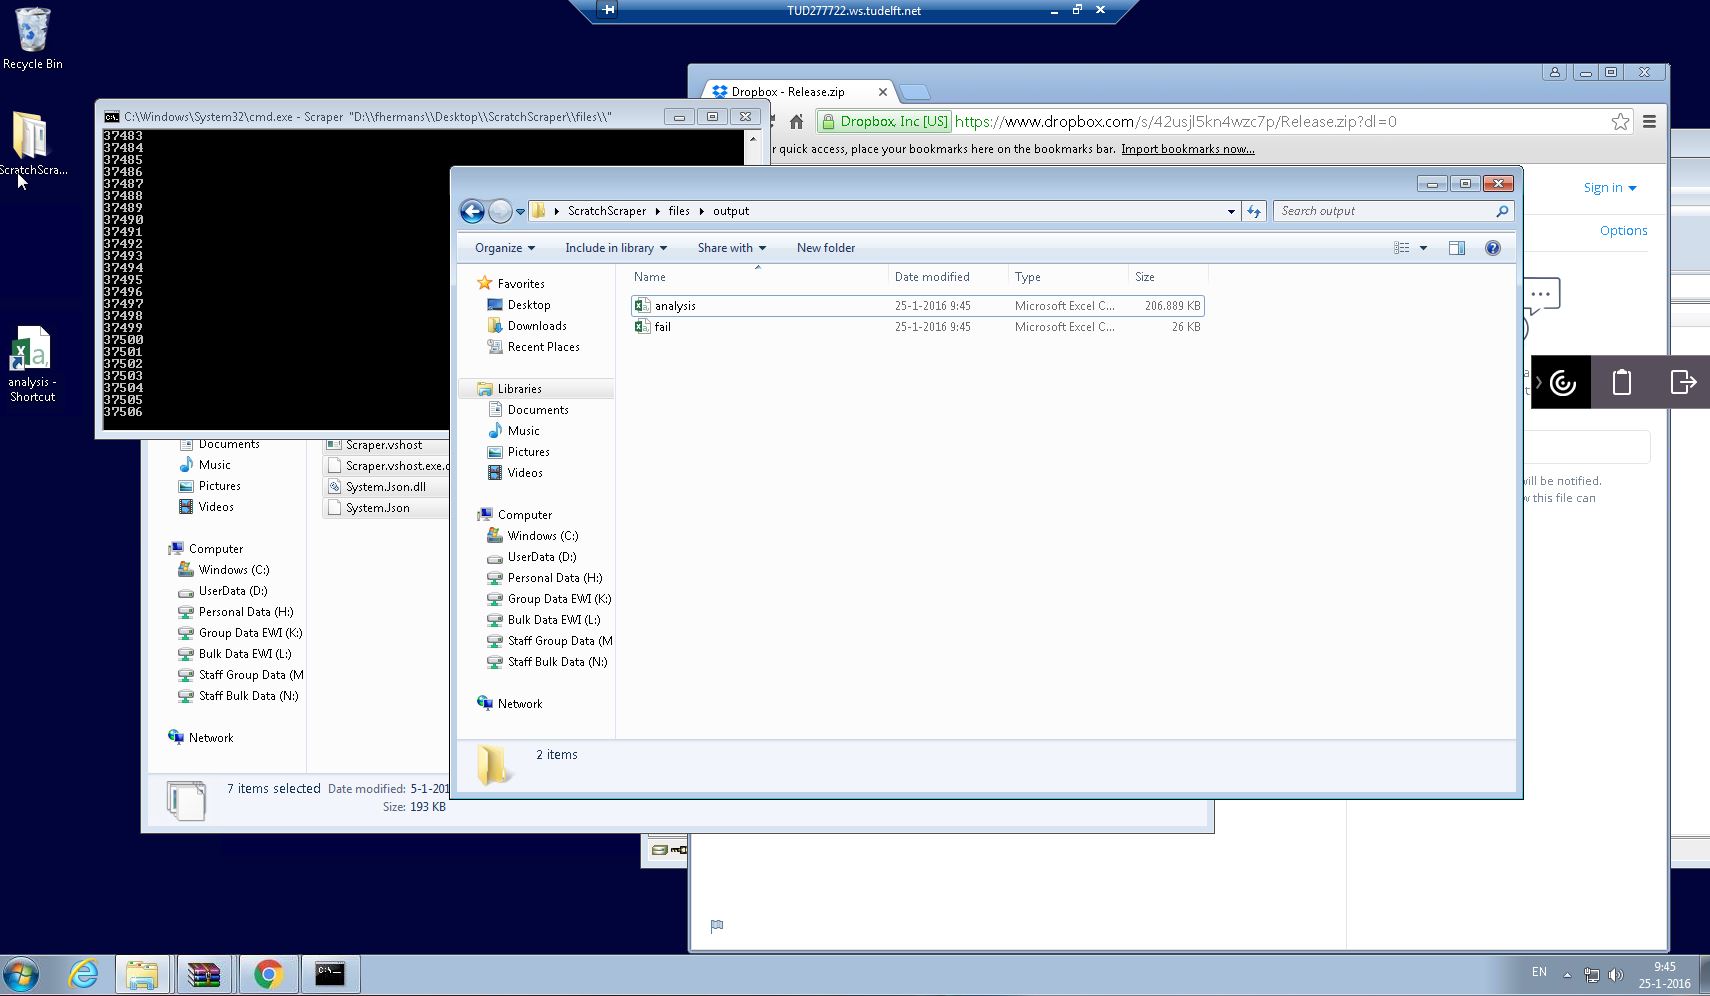 TUD277722.ws.tudelft.net
Recycle Bin
ScratchScra...
analysis -
Shortcut
C:\Windows\System32\cmd.exe - Scraper "D:\\fhermans\\Desktop\\ScratchScraper\\files\\"
37483
37484
37485
37486
37487
37488
37489
37490
37491
37492
37493
37494
37495
37496
37497
37498
37499
37500
37501
37502
37503
37504
37505
37506
Dropbox - Release.zip
Dropbox, Inc [US] https://www.dropbox.com/s/42usjl5kn4wzc7p/Release.zip?dl=0
r quick access, place your bookmarks here on the bookmarks bar. Import bookmarks now...
Sign in
Options
will be notified.
w this file can
ScratchScraper files output
Search output
Organize Include in library Share with New folder
Name Date modified Type Size
analysis 25-1-2016 9:45 Microsoft Excel C... 206.889 KB
fail 25-1-2016 9:45 Microsoft Excel C... 26 KB
Favorites
Desktop
Downloads
Recent Places
Libraries
Documents
Music
Pictures
Videos
Computer
Windows (C:)
UserData (D:)
Personal Data (H:)
Group Data EWI (K:)
Bulk Data EWI (L:)
Staff Group Data (M
Staff Bulk Data (N:)
Network
2 items
Documents
Music
Pictures
Videos
Computer
Windows (C:)
UserData (D:)
Personal Data (H:)
Group Data EWI (K:)
Bulk Data EWI (L:)
Staff Group Data (M
Staff Bulk Data (N:)
Network
Scraper.vshost
Scraper.vshost.exe.c
System.Json.dll
System.Json
7 items selected Date modified: 5-1-201
Size: 193 KB
EN
9:45
25-1-2016